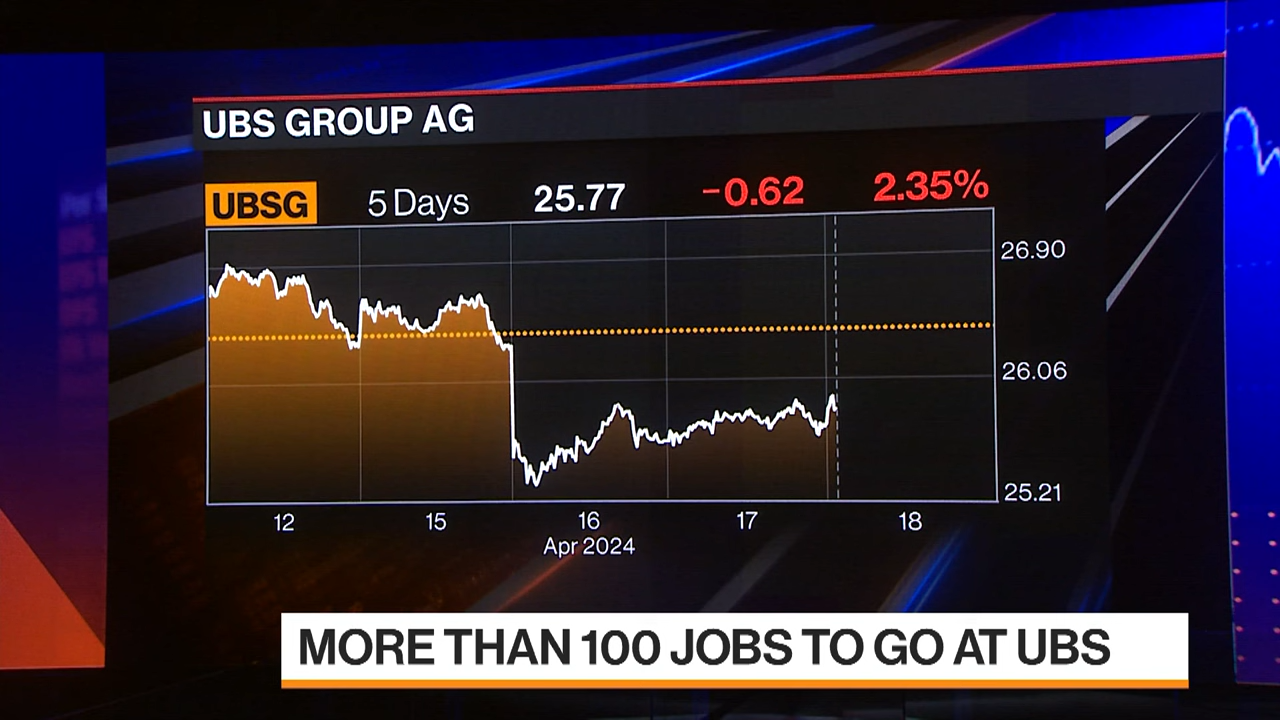 UBS GROUP AG
UBSG 5 Days 25.77 -0.62 2.35%
26.90
26.06
25.21
12 15 16 17 18
Apr 2024
MORE THAN 100 JOBS TO GO AT UBS